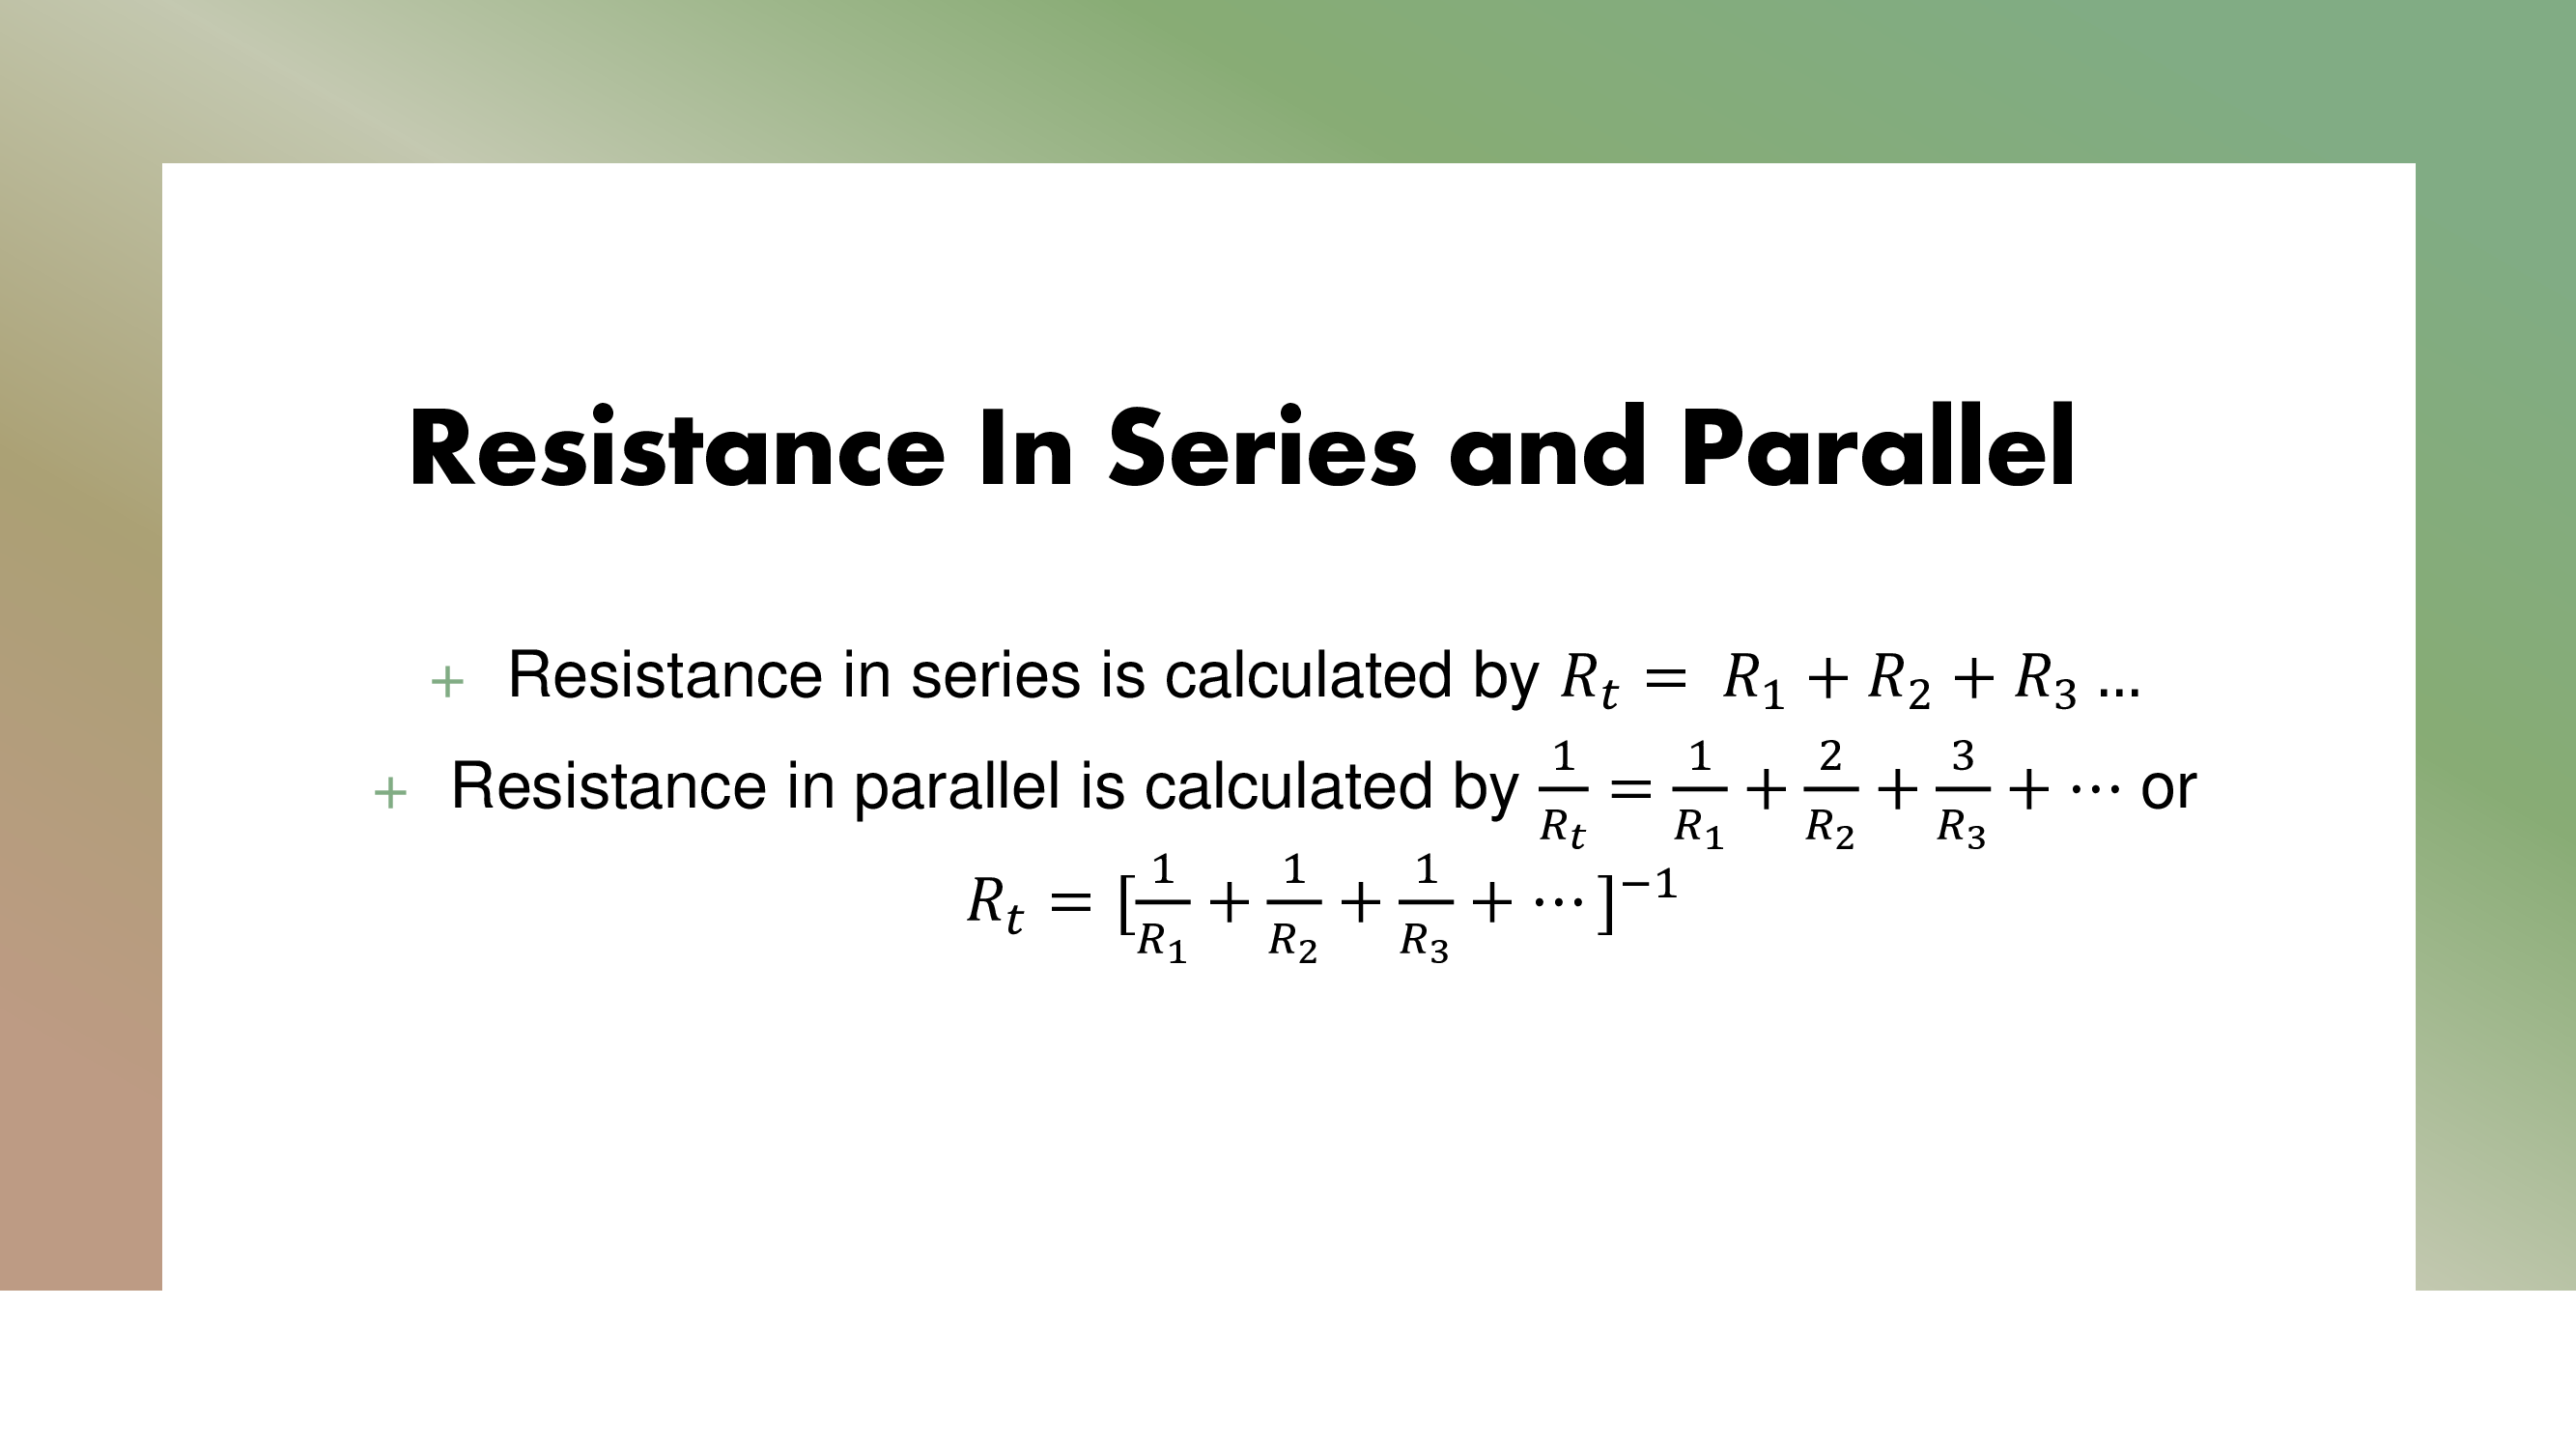 Resistance In Series and Parallel
+ Resistance in series is calculated by $R_t = R_1 + R_2 + R_3$ ...
+ Resistance in parallel is calculated by $\frac{1}{R_t} = \frac{1}{R_1} + \frac{2}{R_2} + \frac{3}{R_3} + \cdots$ or
$R_t = [\frac{1}{R_1} + \frac{1}{R_2} + \frac{1}{R_3} + \cdots]^{-1}$